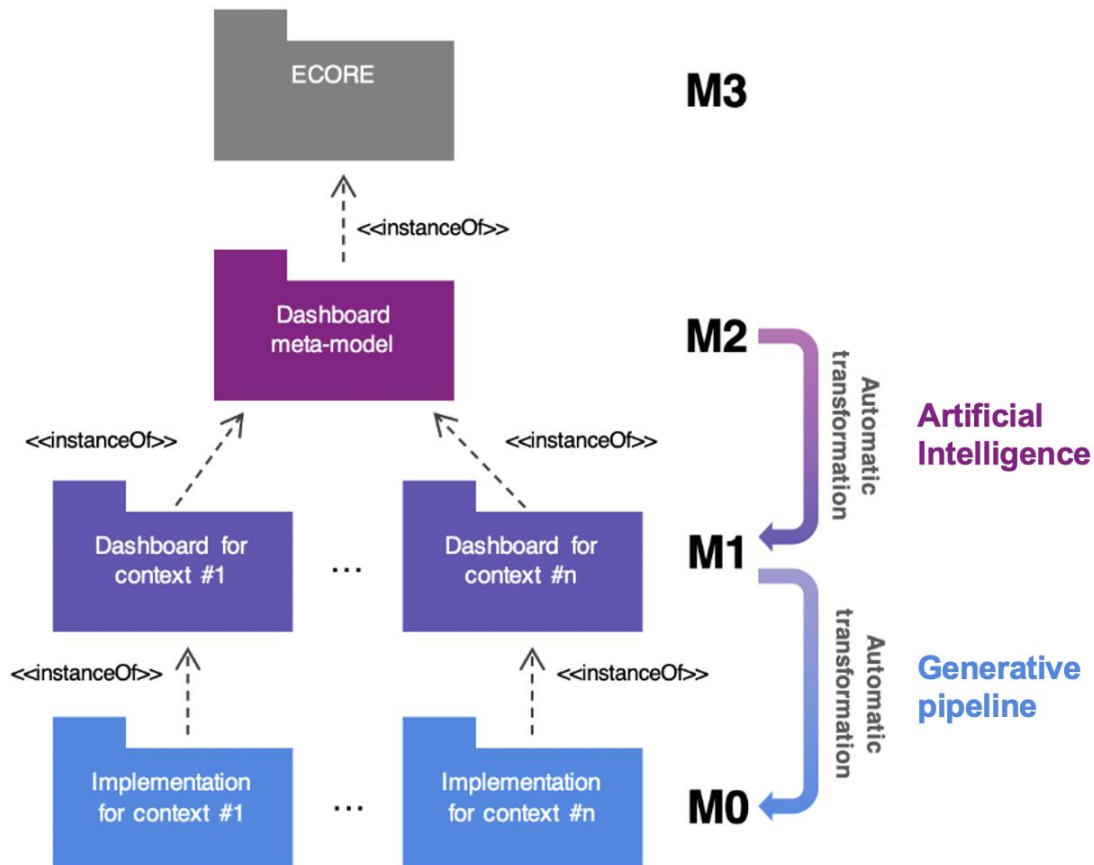 ECORE
M3
<<instanceOf>>
Dashboard
meta-model
M2
Automatic
transformation
Artificial
Intelligence
<<instanceOf>>
<<instanceOf>>
Dashboard for
context #1
...
Dashboard for
context #n
M1
<<instanceOf>>
<<instanceOf>>
Automatic
transformation
Generative
pipeline
Implementation
for context #1
...
Implementation
for context #n
M0